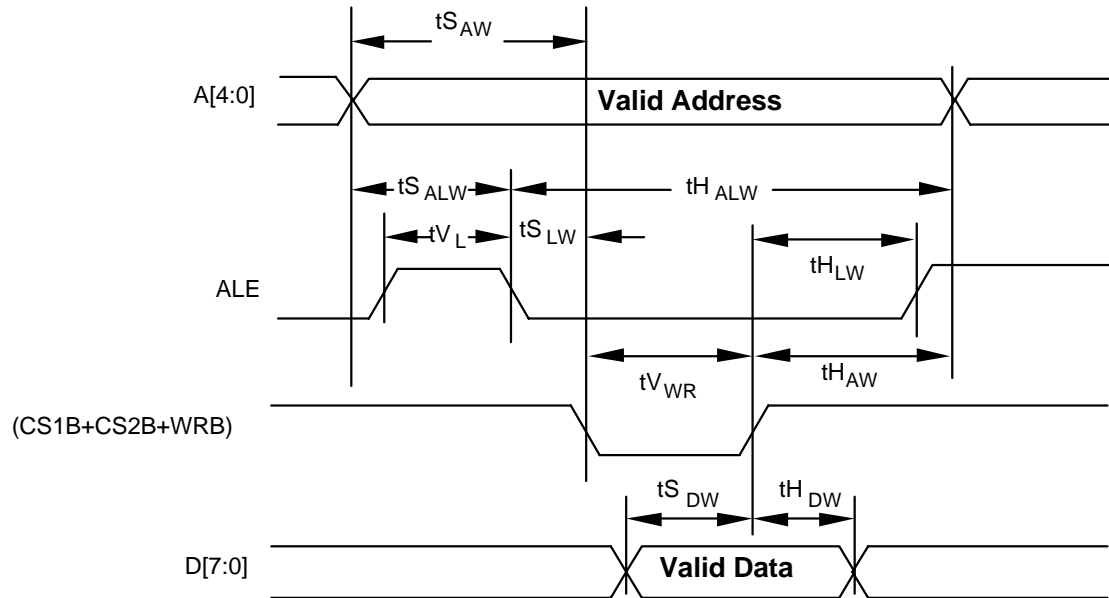 tS AW
A[4:0] Valid Address
tS ALW tH ALW
tV L tS LW
tH LW
ALE
tV WR tH AW
(CS1B+CS2B+WRB)
tS DW tH DW
D[7:0] Valid Data